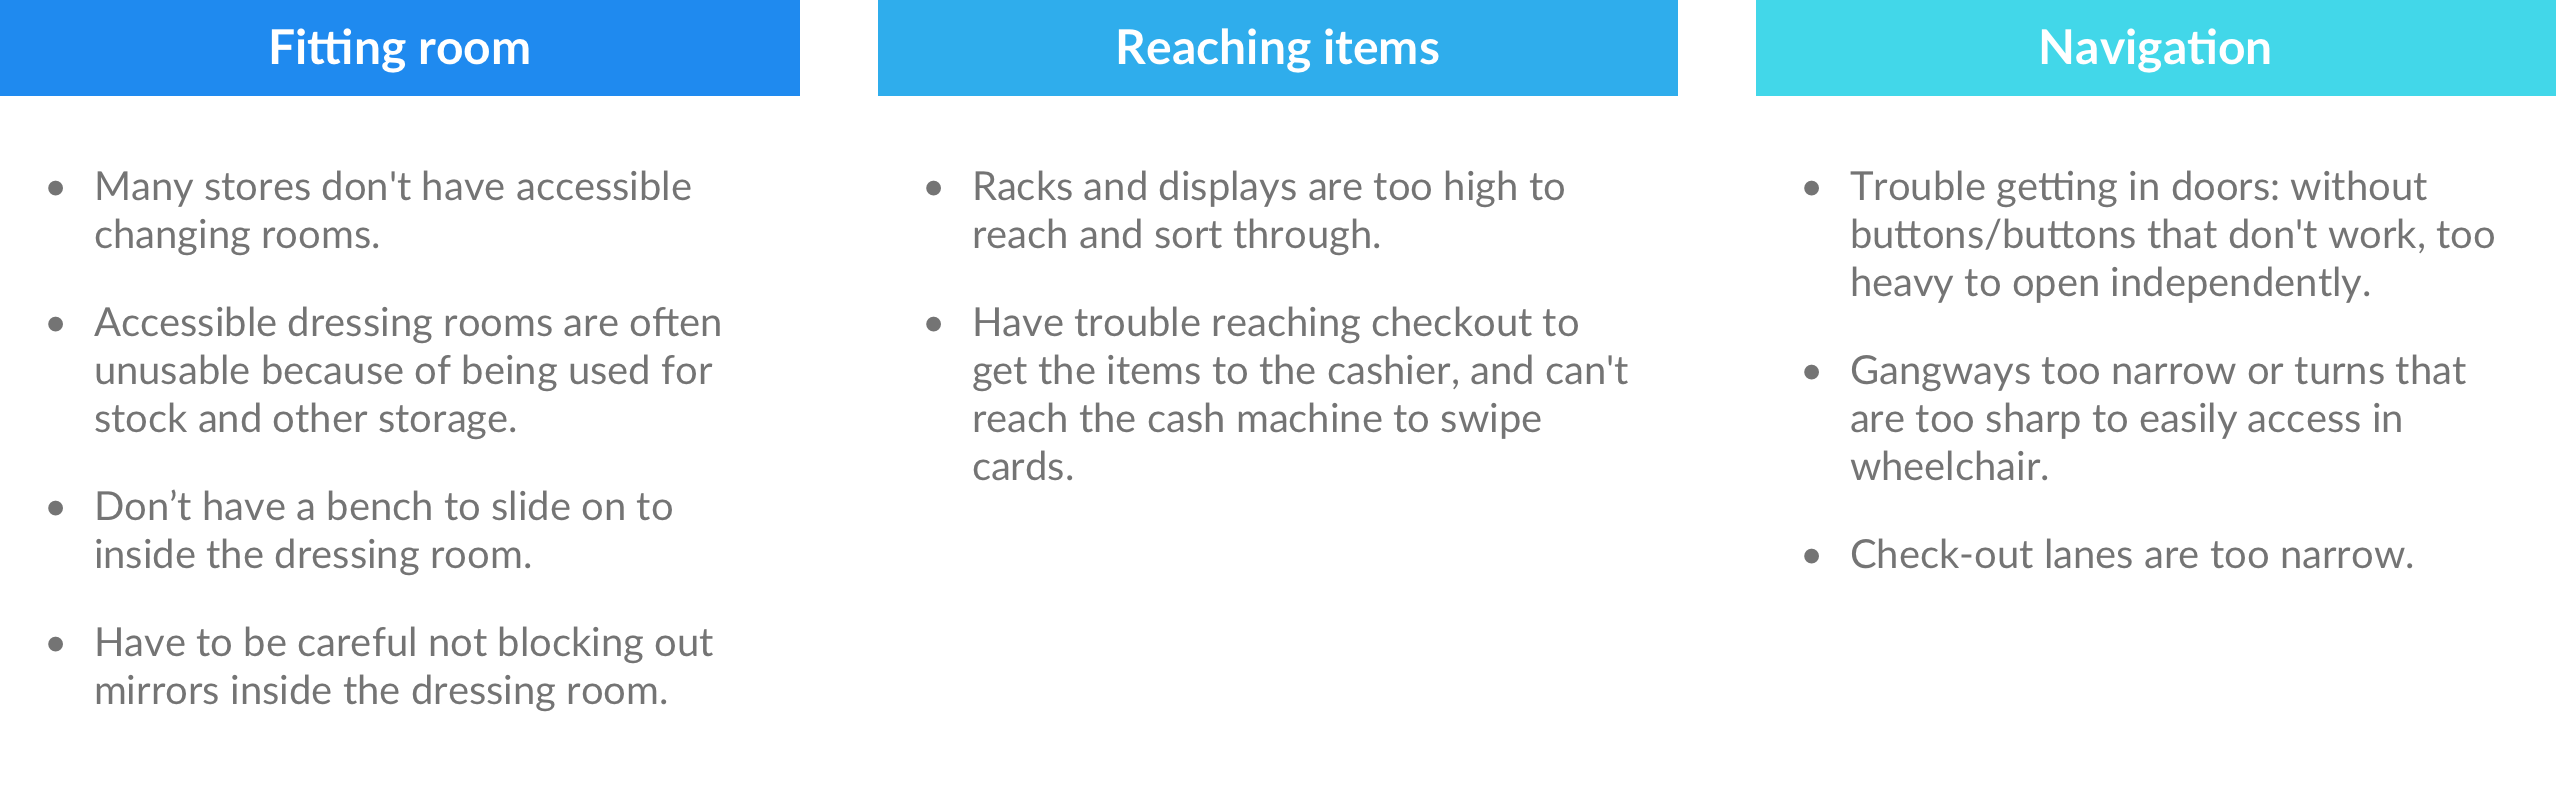 Fitting room
• Many stores don't have accessible
changing rooms.
• Accessible dressing rooms are often
unusable because of being used for
stock and other storage.
• Don’t have a bench to slide on to
inside the dressing room.
• Have to be careful not blocking out
mirrors inside the dressing room.
Reaching items
• Racks and displays are too high to
reach and sort through.
• Have trouble reaching checkout to
get the items to the cashier, and can't
reach the cash machine to swipe
cards.
Navigation
• Trouble getting in doors: without
buttons/buttons that don't work, too
heavy to open independently.
• Gangways too narrow or turns that
are too sharp to easily access in
wheelchair.
• Check-out lanes are too narrow.